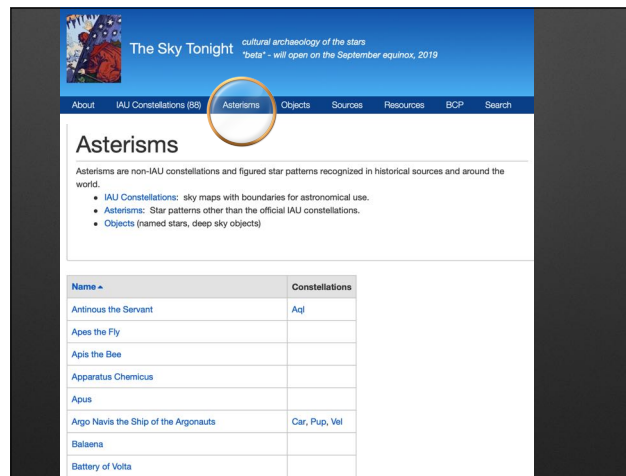 The Sky Tonight
cultural archaeology of the stars
*beta* - will open on the September equinox, 2019
About IAU Constellations (88) Asterisms Objects Sources Resources BCP Search
Asterisms
Asterisms are non-IAU constellations and figured star patterns recognized in historical sources and around the
world.
IAU Constellations: sky maps with boundaries for astronomical use.
Asterisms: Star patterns other than the official IAU constellations.
Objects (named stars, deep sky objects)
Name Constellations
Antinous the Servant Aql
Apes the Fly
Apis the Bee
Apparatus Chemicus
Apus
Argo Navis the Ship of the Argonauts Car, Pup, Vel
Balaena
Battery of Volta